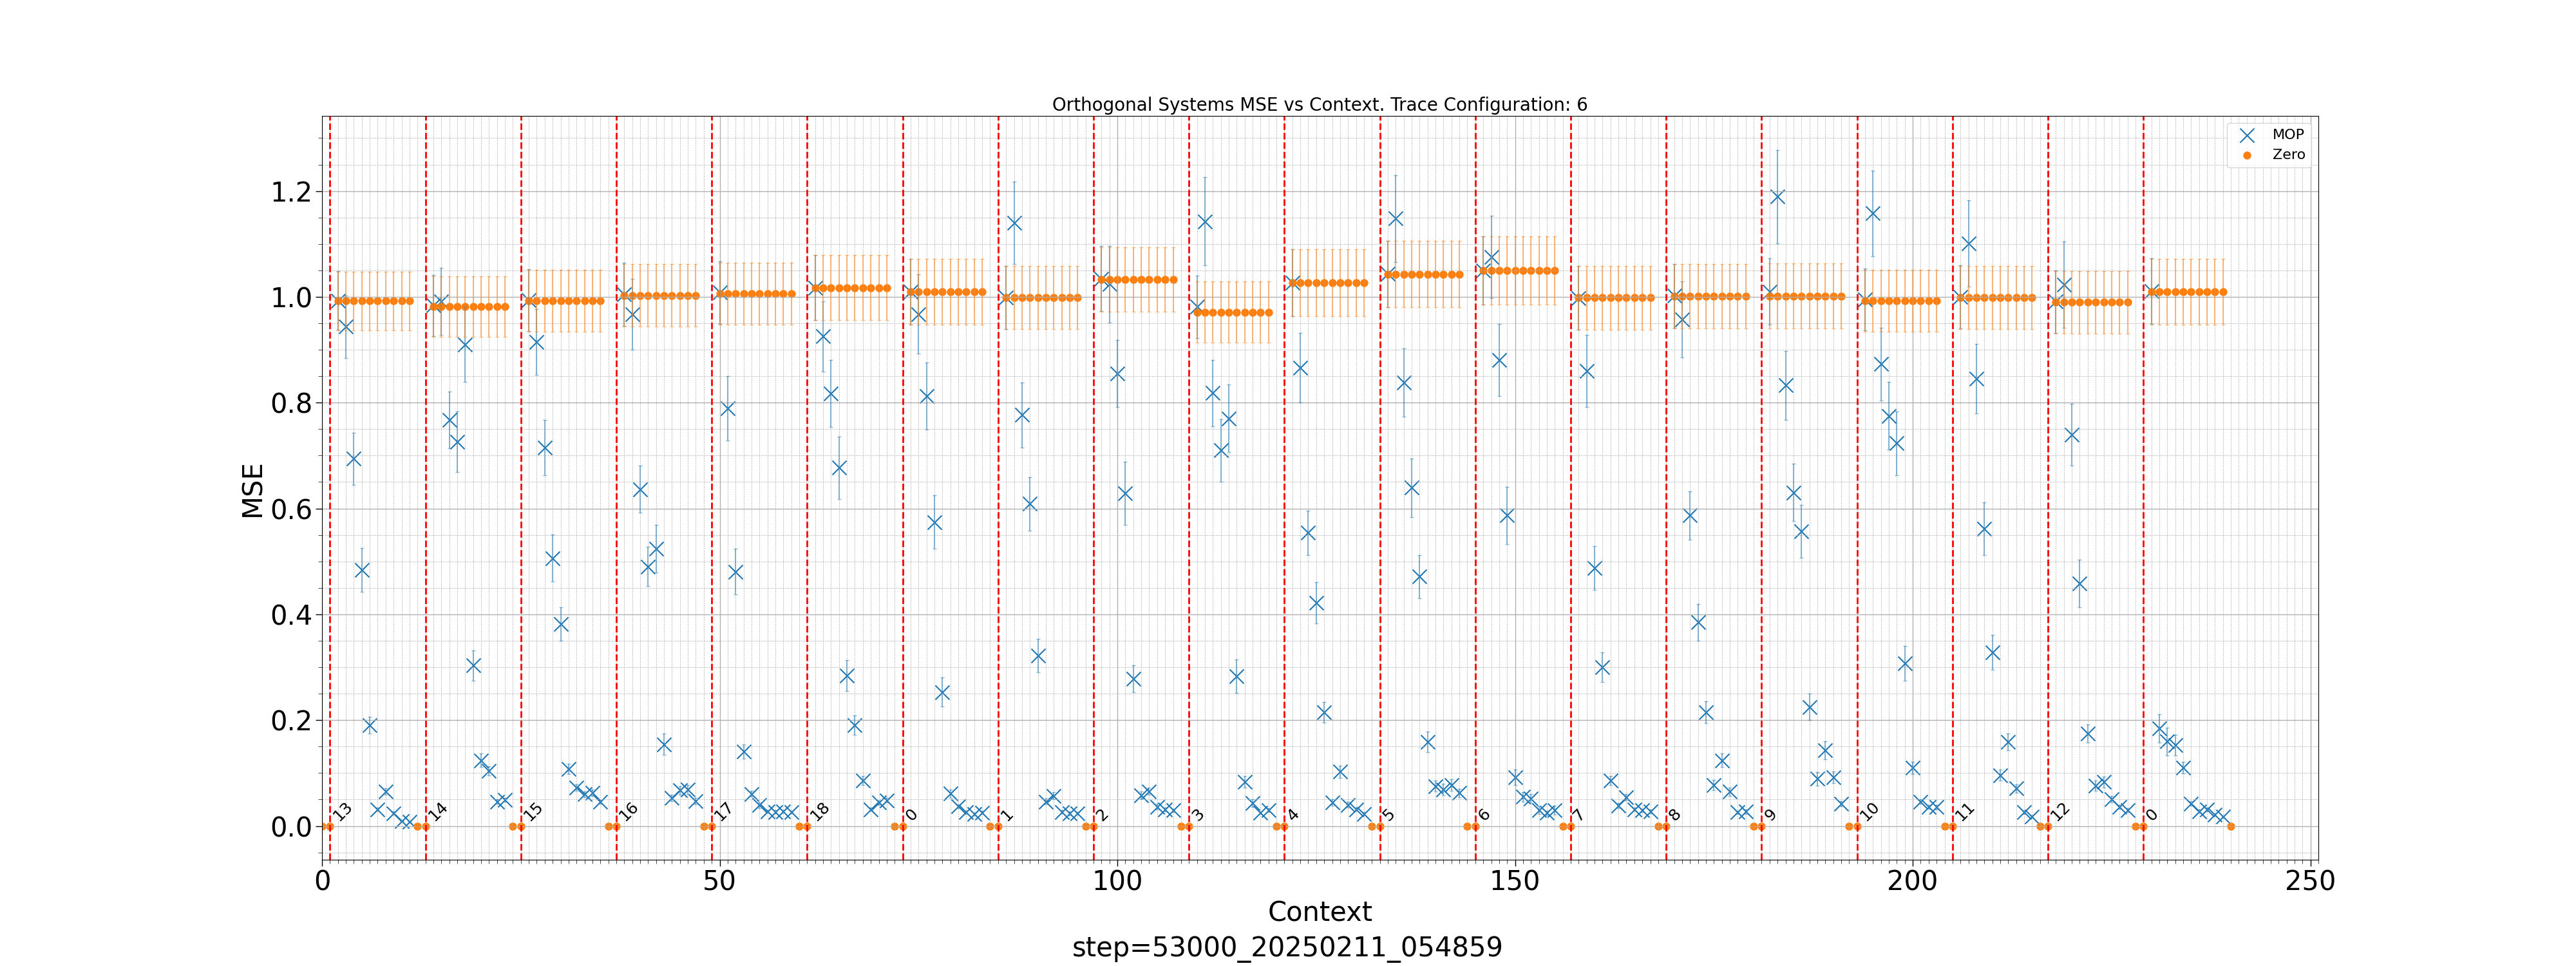 Orthogonal Systems MSE vs Context. Trace Configuration: 6
MOP
Zero
MSE
1.2
1.0
0.8
0.6
0.4
0.2
0.0
13 14 15 16 17 18 0 1 2 3 4 5 6 7 8 9 10 11 12 0
0 50 100 150 200 250
Context
step=53000_20250211_054859